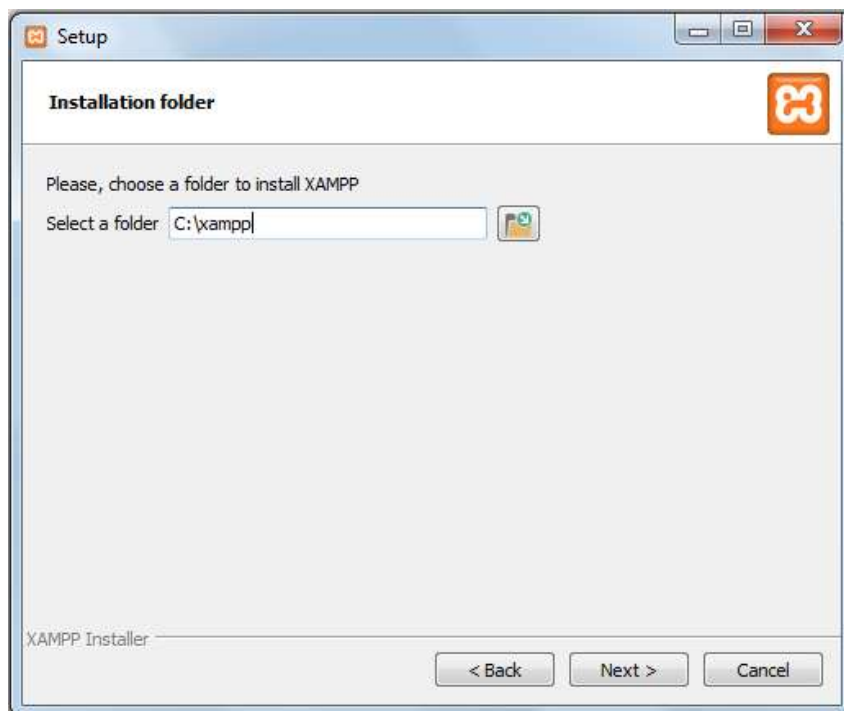 Setup
Installation folder
Please, choose a folder to install XAMPP
Select a folder C:\xampp
XAMPP Installer
< Back Next > Cancel